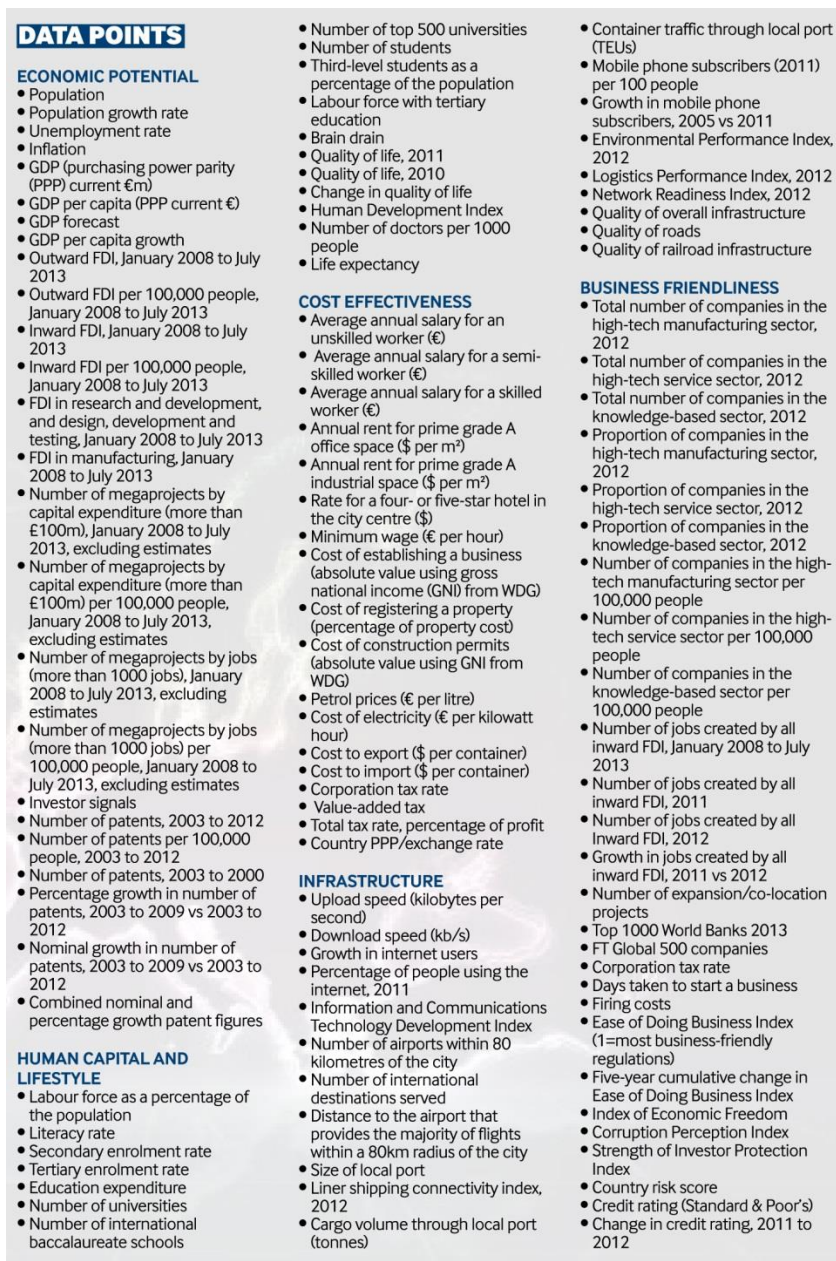 DATA POINTS
ECONOMIC POTENTIAL
• Population
• Population growth rate
• Unemployment rate
• Inflation
• GDP (purchasing power parity
(PPP) current €m)
• GDP per capita (PPP current €)
• GDP forecast
• GDP per capita growth
• Outward FDI, January 2008 to July
2013
• Outward FDI per 100,000 people,
January 2008 to July 2013
• Inward FDI, January 2008 to July
2013
• Inward FDI per 100,000 people,
January 2008 to July 2013
• FDI in research and development,
and design, development and
testing, January 2008 to July 2013
• FDI in manufacturing, January
2008 to July 2013
• Number of megaprojects by
capital expenditure (more than
£100m), January 2008 to July
2013, excluding estimates
• Number of megaprojects by
capital expenditure (more than
£100m) per 100,000 people,
January 2008 to July 2013,
excluding estimates
• Number of megaprojects by jobs
(more than 1000 jobs), January
2008 to July 2013, excluding
estimates
• Number of megaprojects by jobs
(more than 1000 jobs) per
100,000 people, January 2008 to
July 2013, excluding estimates
• Investor signals
• Number of patents, 2003 to 2012
• Number of patents per 100,000
people, 2003 to 2012
• Number of patents, 2003 to 2000
• Percentage growth in number of
patents, 2003 to 2009 vs 2003 to
2012
• Nominal growth in number of
patents, 2003 to 2009 vs 2003 to
2012
• Combined nominal and
percentage growth patent figures
HUMAN CAPITAL AND
LIFESTYLE
• Labour force as a percentage of
the population
• Literacy rate
• Secondary enrolment rate
• Tertiary enrolment rate
• Education expenditure
• Number of universities
• Number of international
baccalaureate schools
• Number of top 500 universities
• Number of students
• Third-level students as a
percentage of the population
• Labour force with tertiary
education
• Brain drain
• Quality of life, 2011
• Quality of life, 2010
• Change in quality of life
• Human Development Index
• Number of doctors per 1000
people
• Life expectancy
COST EFFECTIVENESS
• Average annual salary for an
unskilled worker (€)
• Average annual salary for a semi-
skilled worker (€)
• Average annual salary for a skilled
worker (€)
• Annual rent for prime grade A
office space ($ per m²)
• Annual rent for prime grade A
industrial space ($ per m²)
• Rate for a four- or five-star hotel in
the city centre ($)
• Minimum wage (€ per hour)
• Cost of establishing a business
(absolute value using gross
national income (GNI) from WDG)
• Cost of registering a property
(percentage of property cost)
• Cost of construction permits
(absolute value using GNI from
WDG)
• Petrol prices (€ per litre)
• Cost of electricity (€ per kilowatt
hour)
• Cost to export ($ per container)
• Cost to import ($ per container)
• Corporation tax rate
• Value-added tax
• Total tax rate, percentage of profit
• Country PPP/exchange rate
INFRASTRUCTURE
• Upload speed (kilobytes per
second)
• Download speed (kb/s)
• Growth in internet users
• Percentage of people using the
internet, 2011
• Information and Communications
Technology Development Index
• Number of airports within 80
kilometres of the city
• Number of international
destinations served
• Distance to the airport that
provides the majority of flights
within a 80km radius of the city
• Size of local port
• Liner shipping connectivity index,
2012
• Cargo volume through local port
(tonnes)
• Container traffic through local port
(TEUs)
• Mobile phone subscribers (2011)
per 100 people
• Growth in mobile phone
subscribers, 2005 vs 2011
• Environmental Performance Index,
2012
• Logistics Performance Index, 2012
• Network Readiness Index, 2012
• Quality of overall infrastructure
• Quality of roads
• Quality of railroad infrastructure
BUSINESS FRIENDLINESS
• Total number of companies in the
high-tech manufacturing sector,
2012
• Total number of companies in the
high-tech service sector, 2012
• Total number of companies in the
knowledge-based sector, 2012
• Proportion of companies in the
high-tech manufacturing sector,
2012
• Proportion of companies in the
high-tech service sector, 2012
• Proportion of companies in the
knowledge-based sector, 2012
• Number of companies in the high-
tech manufacturing sector per
100,000 people
• Number of companies in the high-
tech service sector per 100,000
people
• Number of companies in the
knowledge-based sector per
100,000 people
• Number of jobs created by all
inward FDI, January 2008 to July
2013
• Number of jobs created by all
inward FDI, 2011
• Number of jobs created by all
Inward FDI, 2012
• Growth in jobs created by all
inward FDI, 2011 vs 2012
• Number of expansion/co-location
projects
• Top 1000 World Banks 2013
• FT Global 500 companies
• Corporation tax rate
• Days taken to start a business
• Firing costs
• Ease of Doing Business Index
(1=most business-friendly
regulations)
• Five-year cumulative change in
Ease of Doing Business Index
• Index of Economic Freedom
• Corruption Perception Index
• Strength of Investor Protection
Index
• Country risk score
• Credit rating (Standard & Poor's)
• Change in credit rating, 2011 to
2012